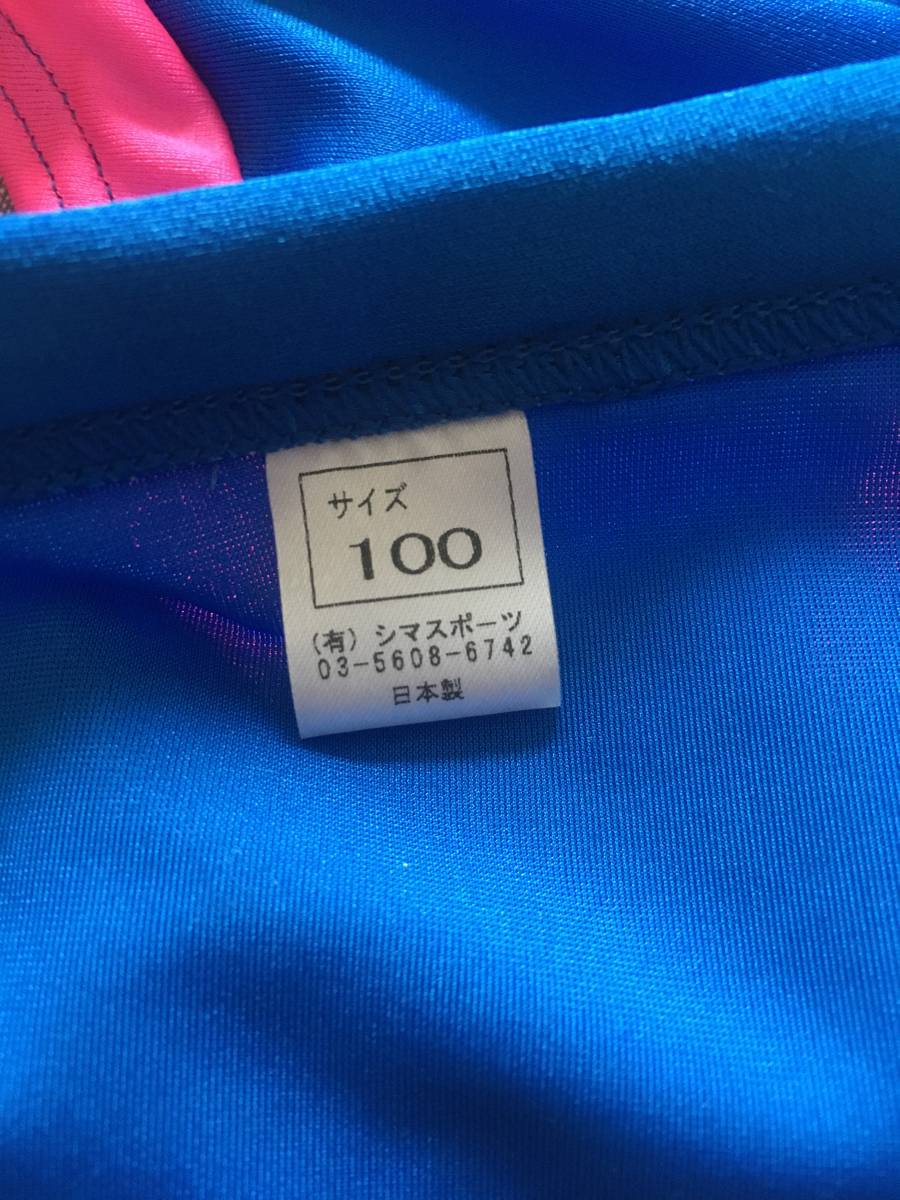 サイズ
100
(有) シマスポーツ
03-5608-6742
日本製